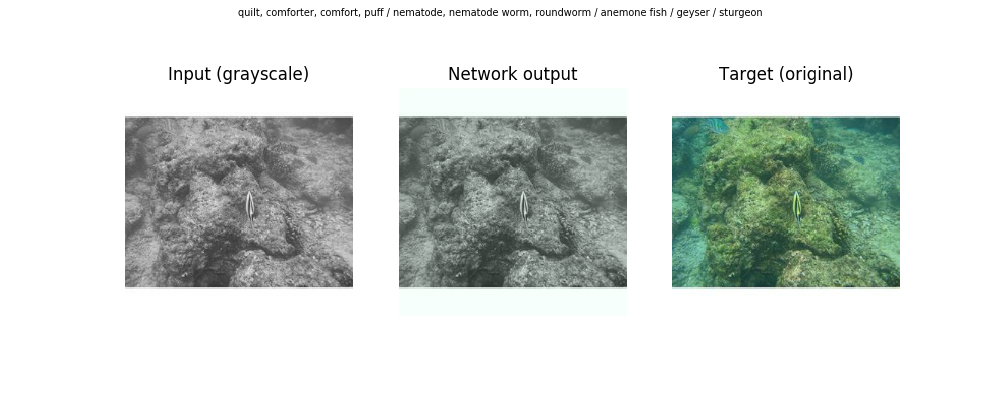 quilt, comforter, comfort, puff / nematode, nematode worm, roundworm / anemone fish / geyser / sturgeon
Input (grayscale)
Network output
Target (original)